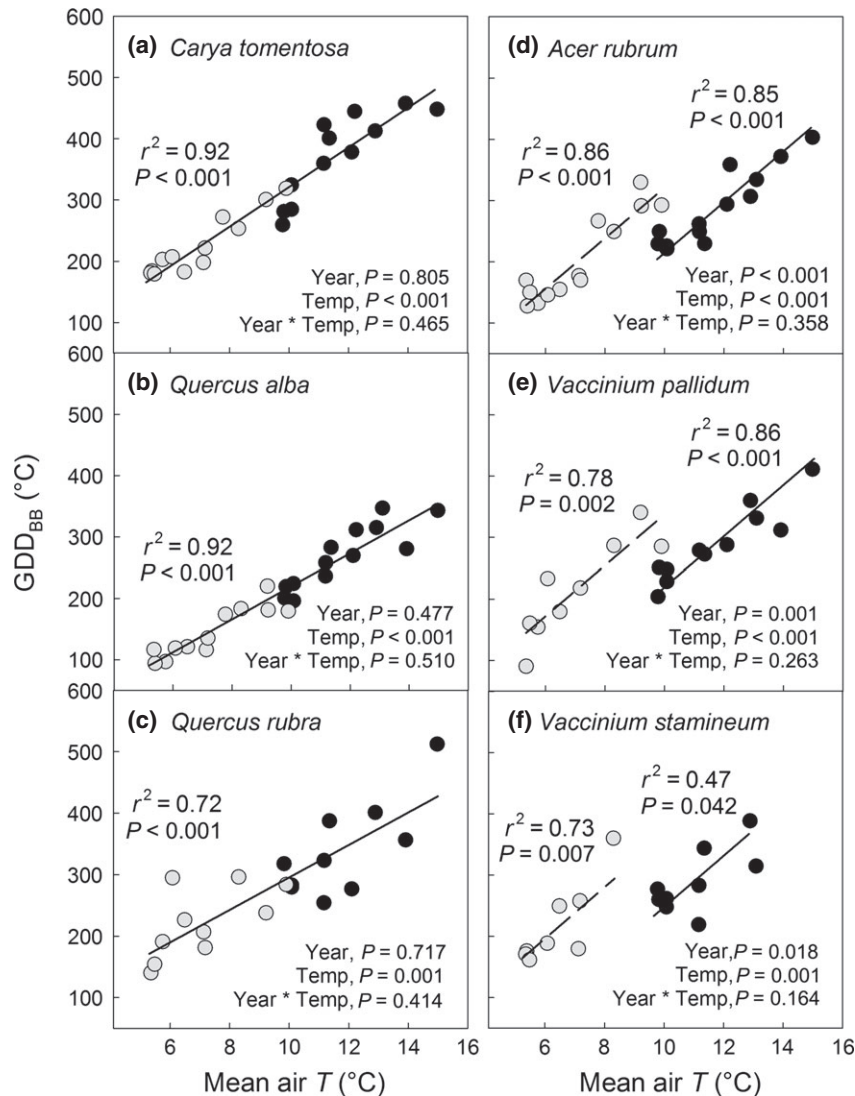 600
500
400
300
200
100
600
(a) Carya tomentosa
r² = 0.92
P < 0.001
Year, P = 0.805
Temp, P < 0.001
Year * Temp, P = 0.465
(d) Acer rubrum
r² = 0.85
P < 0.001
r² = 0.86
P < 0.001
Year, P < 0.001
Temp, P < 0.001
Year * Temp, P = 0.358
GDD_BB (°C)
500
400
300
200
100
600
(b) Quercus alba
r² = 0.92
P < 0.001
Year, P = 0.477
Temp, P < 0.001
Year * Temp, P = 0.510
(e) Vaccinium pallidum
r² = 0.86
P < 0.001
r² = 0.78
P = 0.002
Year, P = 0.001
Temp, P = 0.001
Year * Temp, P = 0.263
500
400
300
200
100
(c) Quercus rubra
r² = 0.72
P < 0.001
Year, P = 0.717
Temp, P = 0.001
Year * Temp, P = 0.414
(f) Vaccinium stamineum
r² = 0.47
P = 0.042
r² = 0.73
P = 0.007
Year, P = 0.018
Temp, P = 0.001
Year * Temp, P = 0.164
6 8 10 12 14 16
6 8 10 12 14 16
Mean air T (°C)
Mean air T (°C)